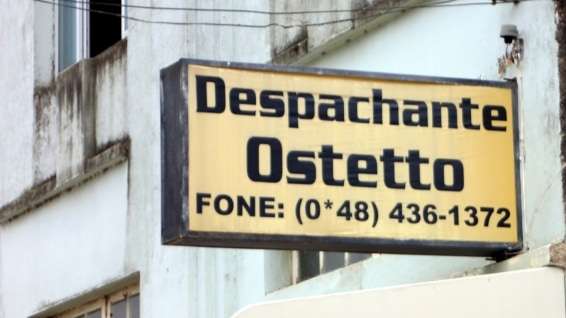 Despachante
Ostetto
FONE: (0*48) 436-1372